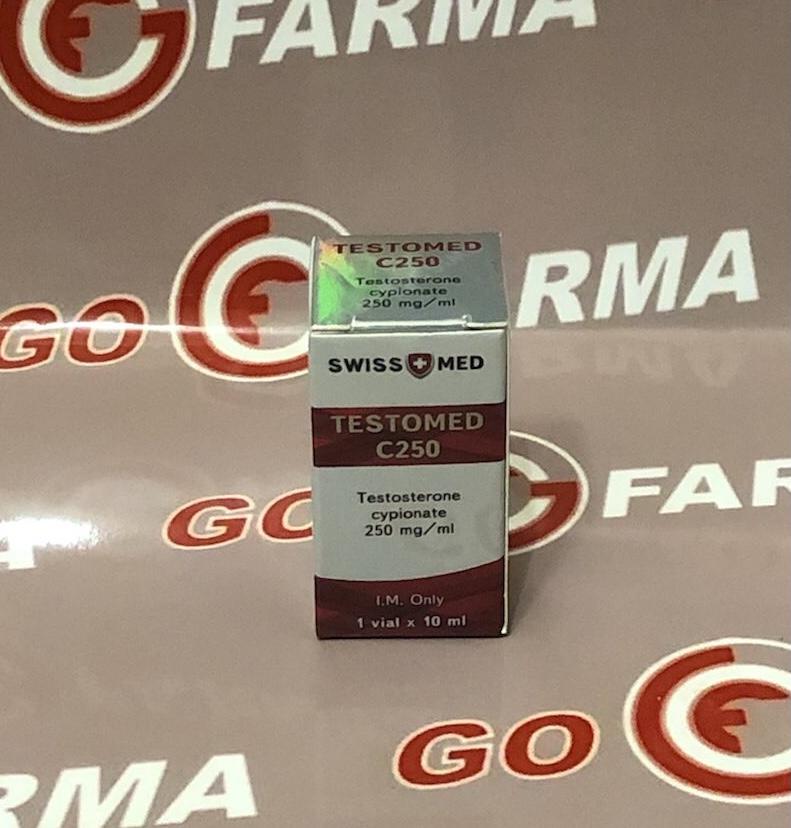 FARMA
TESTOMED
C250
Testosterone
cypionate
250 mg/ml
GO
RMA
SWISS MED
TESTOMED
C250
Testosterone
cypionate
250 mg/ml
GO
FAR
I.M. Only
1 vial x 10 ml
GO
RMA